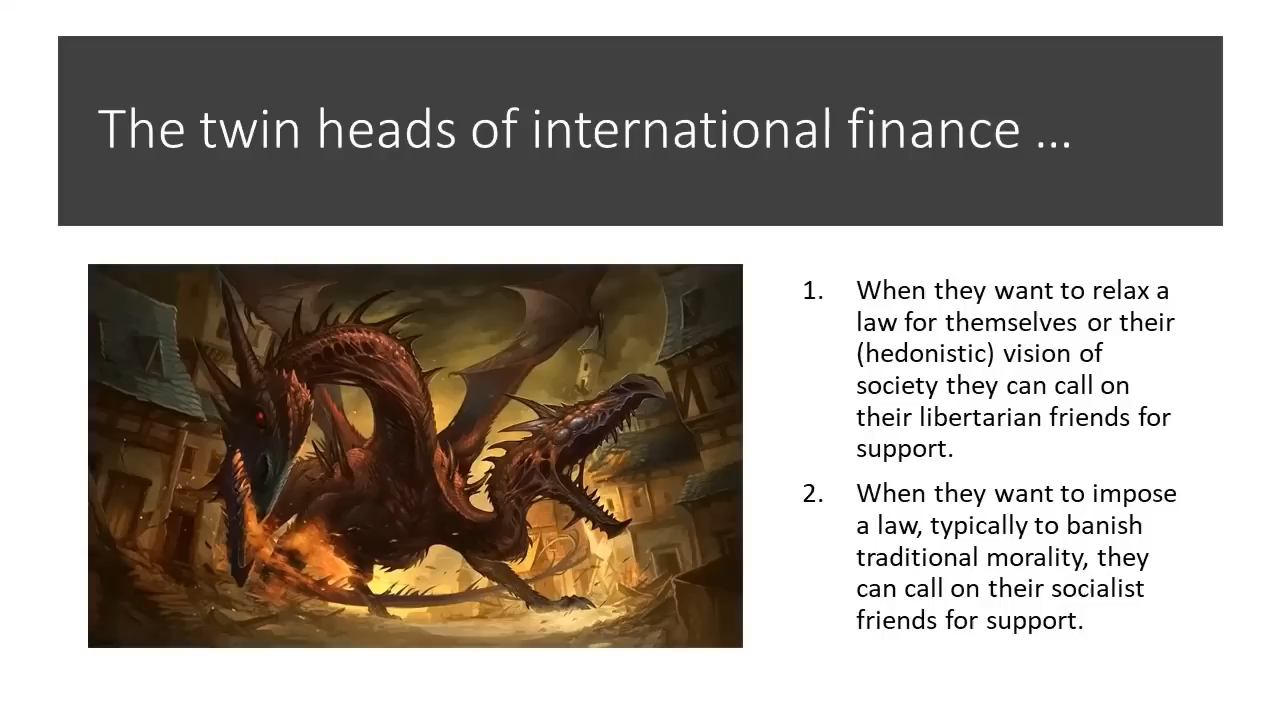 The twin heads of international finance ...
1. When they want to relax a
law for themselves or their
(hedonistic) vision of
society they can call on
their libertarian friends for
support.
2. When they want to impose
a law, typically to banish
traditional morality, they
can call on their socialist
friends for support.